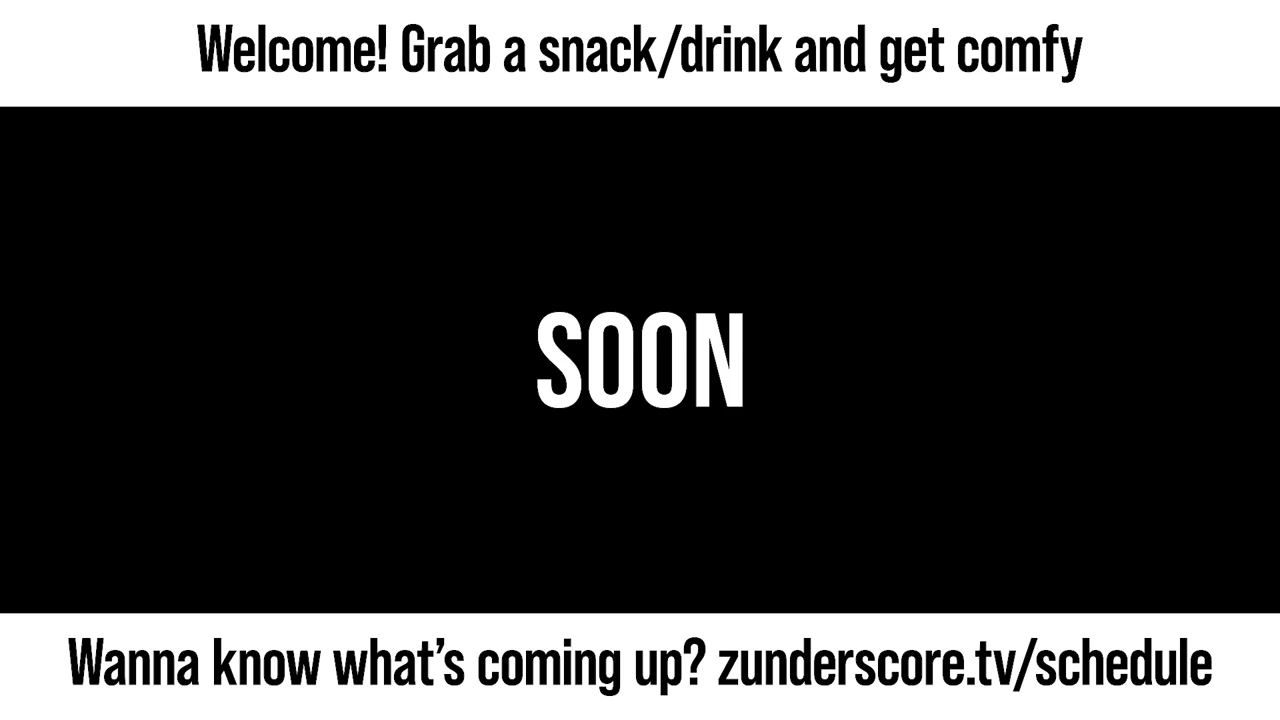 Welcome! Grab a snack/drink and get comfy
SOON
Wanna know what’s coming up? zunderscore.tv/schedule